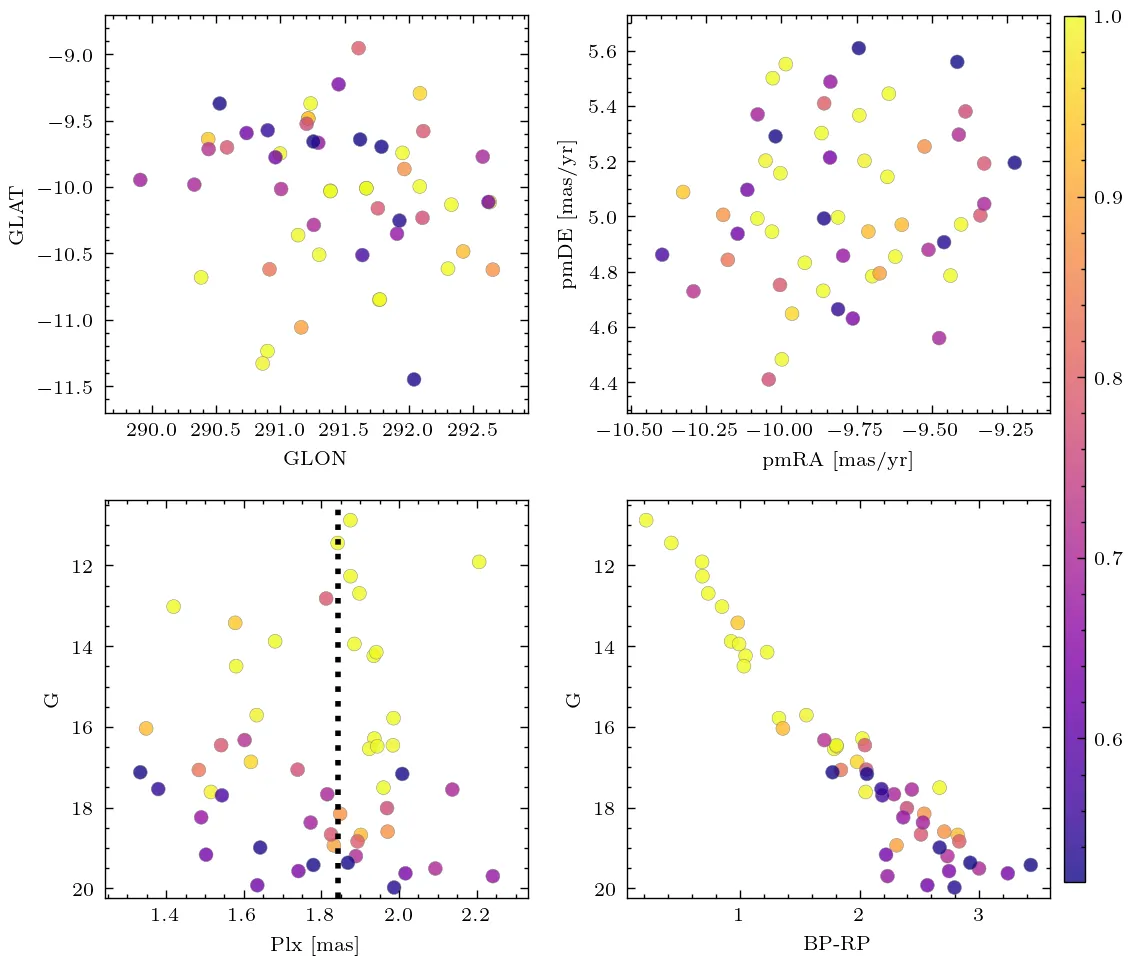 −9.0
−9.5
−10.0
−10.5
−11.0
−11.5
GLAT
290.0 290.5 291.0 291.5 292.0 292.5
GLON
5.6
5.4
5.2
5.0
4.8
4.6
4.4
pmDE [mas/yr]
−10.50 −10.25 −10.00 −9.75 −9.50 −9.25
pmRA [mas/yr]
12
14
16
18
20
G
1.4 1.6 1.8 2.0 2.2
Plx [mas]
12
14
16
18
20
G
1 2 3
BP-RP
1.0
0.9
0.8
0.7
0.6